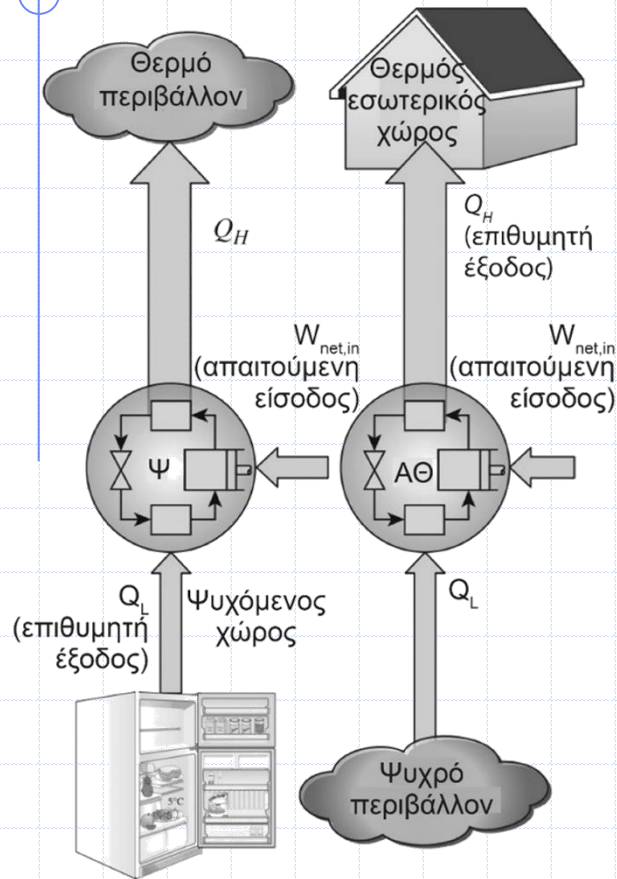 Θερμό
περιβάλλον
Q_H
W_net,in
(απαιτούμενη
είσοδος)
Ψ
Q_L
(επιθυμητή
έξοδος)
Ψυχόμενος
χώρος
5°C
Θερμός
εσωτερικός
χώρος
Q_H
(επιθυμητή
έξοδος)
W_net,in
(απαιτούμενη
είσοδος)
ΑΘ
Q_L
Ψυχρό
περιβάλλον